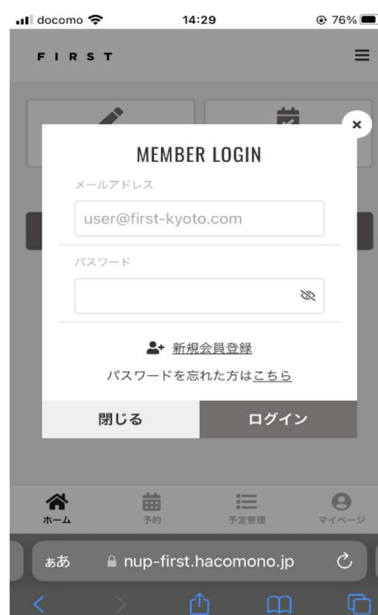 docomo
14:29
76%
FIRST
MEMBER LOGIN
メールアドレス
user@first-kyoto.com
パスワード
新規会員登録
パスワードを忘れた方はこちら
閉じる ログイン
ホーム 予約 予定管理 マイページ
ああ nup-first.hacomono.jp